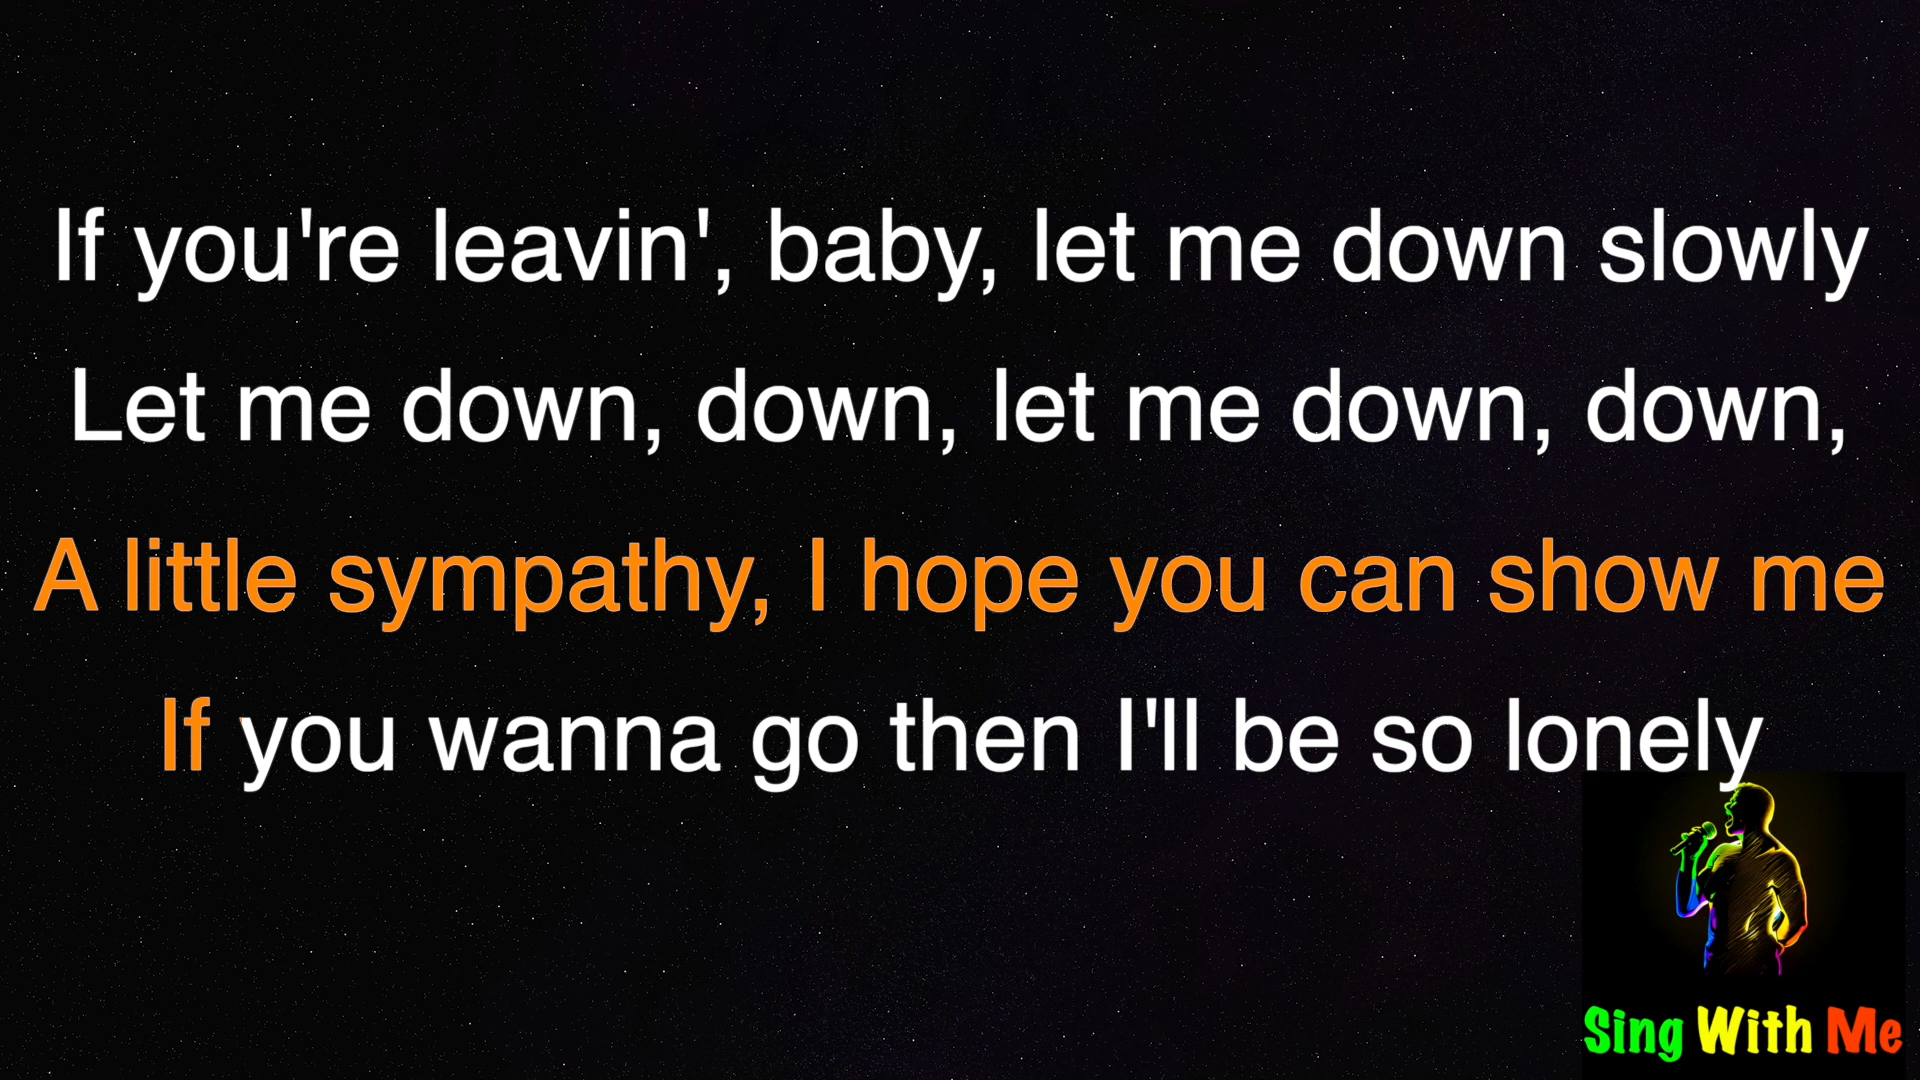 If you're leavin', baby, let me down slowly
Let me down, down, let me down, down,
A little sympathy, I hope you can show me
If you wanna go then I'll be so lonely
Sing With Me